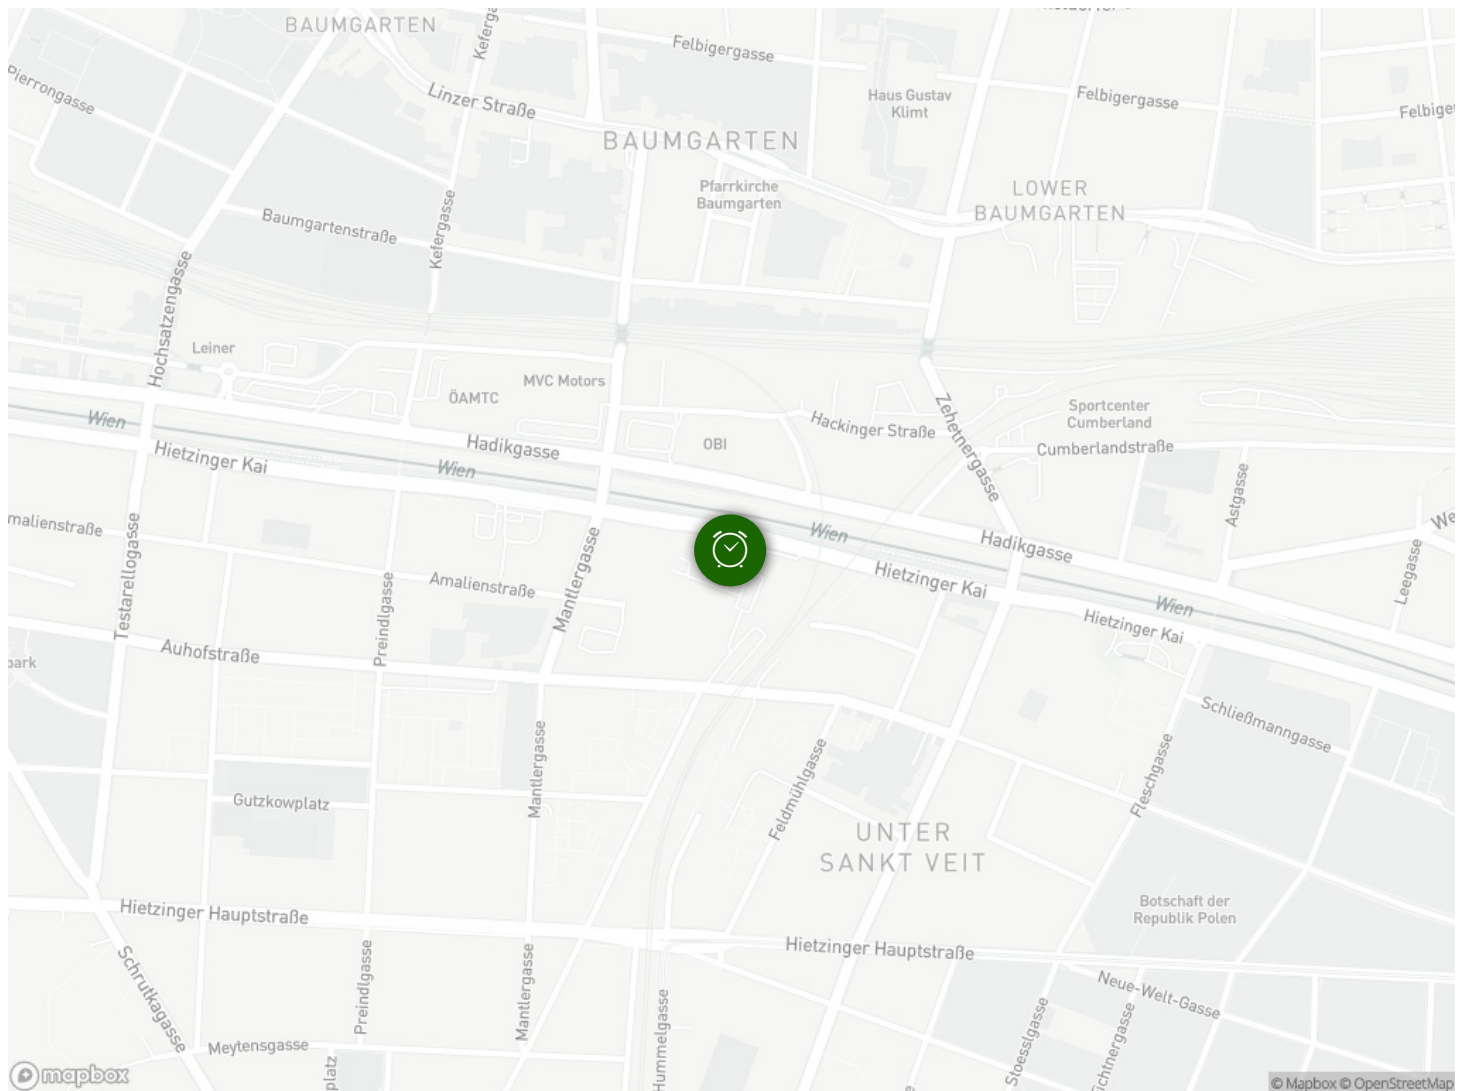 BAUMGARTEN
Kefergas
Felbigergasse
Pierrongasse
Linzer Straße
Haus Gustav
Klimt
Felbigergasse
Felbige
BAUMGARTEN
Pfarrkirche
Baumgarten
LOWER
BAUMGARTEN
Baumgartenstraße
Kefergasse
Hochsatzengasse
Leiner
MVC Motors
ÖAMTC
Wien
Hietzinger Kai
Hadikgasse
Wien
OBI
Hackinger Straße
Zehetnergasse
Sportcenter
Cumberland
Cumberlandstraße
Astgasse
We
malienstraße
Testarellogasse
Amalienstraße
Preindlgasse
Mantlergasse
Wien
Hadikgasse
Hietzinger Kai
Wien
Hietzinger Kai
Leegasse
park
Auhofstraße
Schließmanngasse
Mantlergasse
Feldmühlgasse
Fleschgasse
Gutzkowplatz
UNTER
SANKT VEIT
Botschaft der
Republik Polen
Hietzinger Hauptstraße
Hietzinger Hauptstraße
Schrutkagasse
Preindlgasse
Mantlergasse
Hummelgasse
Neue-Welt-Gasse
Stoesslgasse
ichtnergasse
Meytensgasse
platz
mapbox
© Mapbox © OpenStreetMap